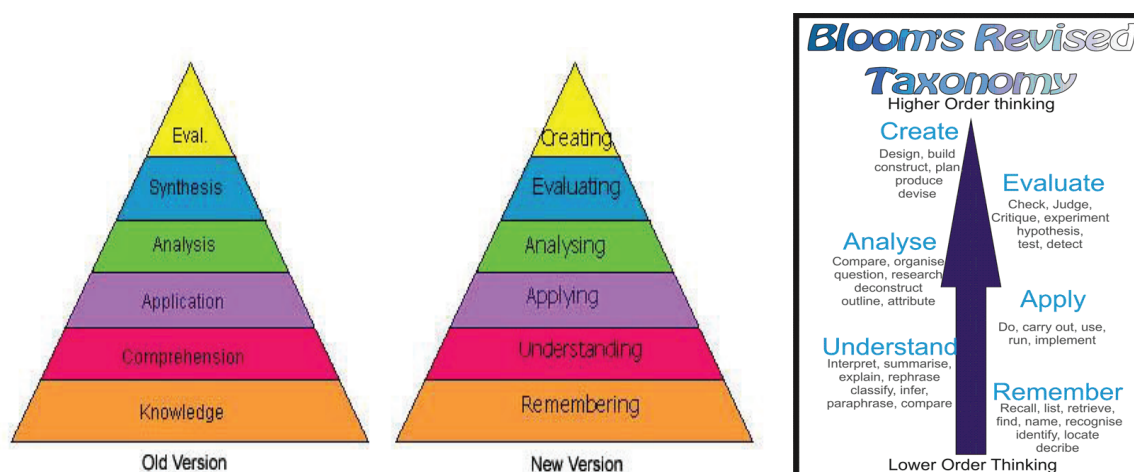 Eval.
Synthesis
Analysis
Application
Comprehension
Knowledge
Old Version
Creating
Evaluating
Analysing
Applying
Understanding
Remembering
New Version
Bloom's Revised
Taxonomy
Higher Order thinking
Create
Design, build
construct, plan
produce
devise
Evaluate
Check, Judge,
Critique, experiment
hypothesis,
test, detect
Analyse
Compare, organise
question, research
deconstruct
outline, attribute
Apply
Do, carry out, use,
run, implement
Understand
Interpret, summarise,
explain, rephrase
classify, infer,
paraphrase, compare
Remember
Recall, list, retrieve,
find, name, recognise
identify, locate
decribe
Lower Order Thinking